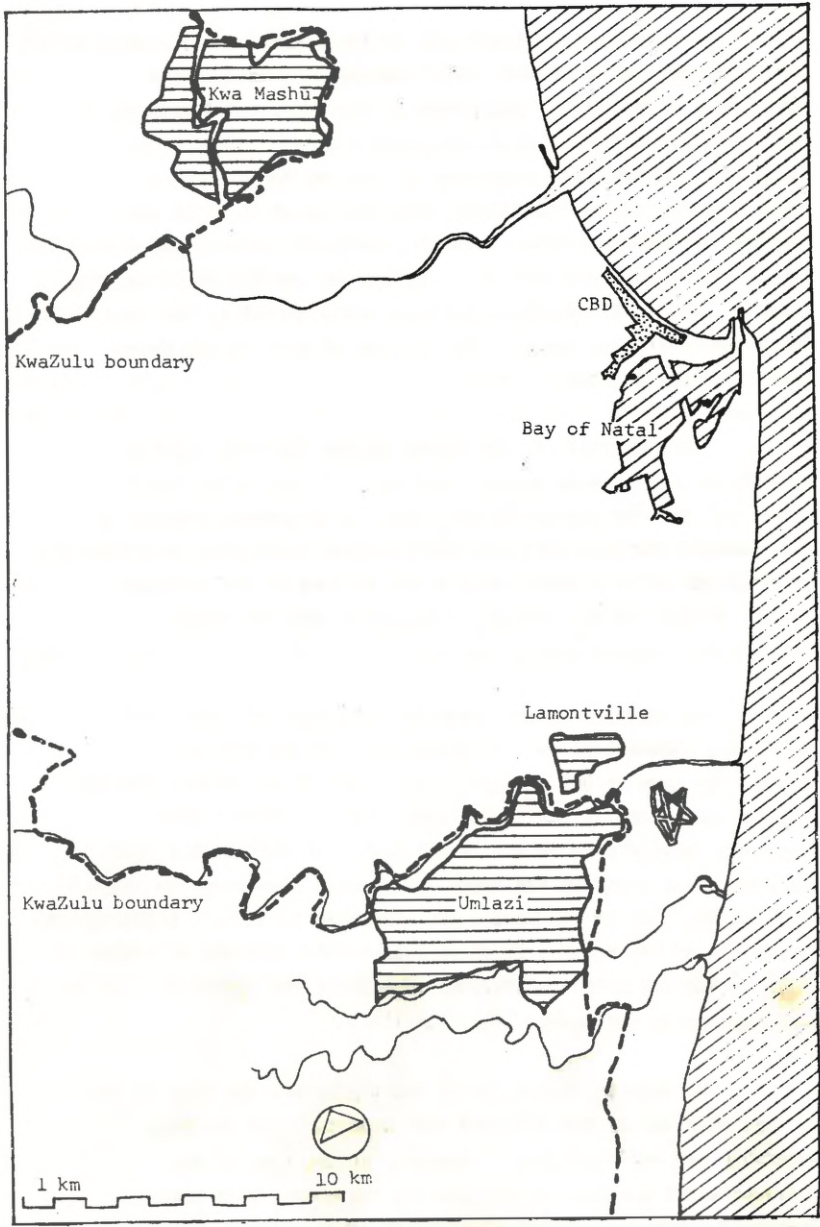 Kwa Mashu
CBD
KwaZulu boundary
Bay of Natal
Lamontville
KwaZulu boundary
Umlazi
1 km
10 km